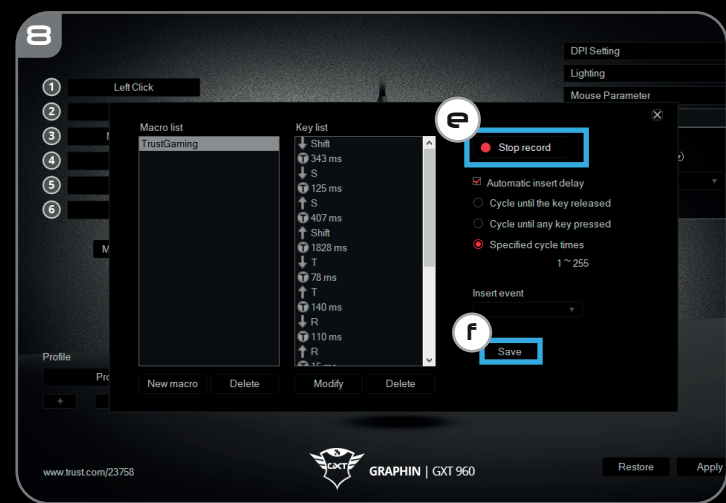 8
DPI Setting
Lighting
Mouse Parameter
1 Left Click
2
3
4
5
6
M
Profile
+
Macro list
TrustGaming
New macro
Delete
Key list
Shift
T 343 ms
S
T 125 ms
S
T 407 ms
Shift
T 1828 ms
T
T 78 ms
T
T 140 ms
R
T 110 ms
R
Modify
Delete
e
Stop record
Automatic insert delay
Cycle until the key released
Cycle until any key pressed
Specified cycle times
1 ~ 255
Insert event
f
Save
www.trust.com/23758
GXT
GRAPHIN | GXT 960
Restore
Apply